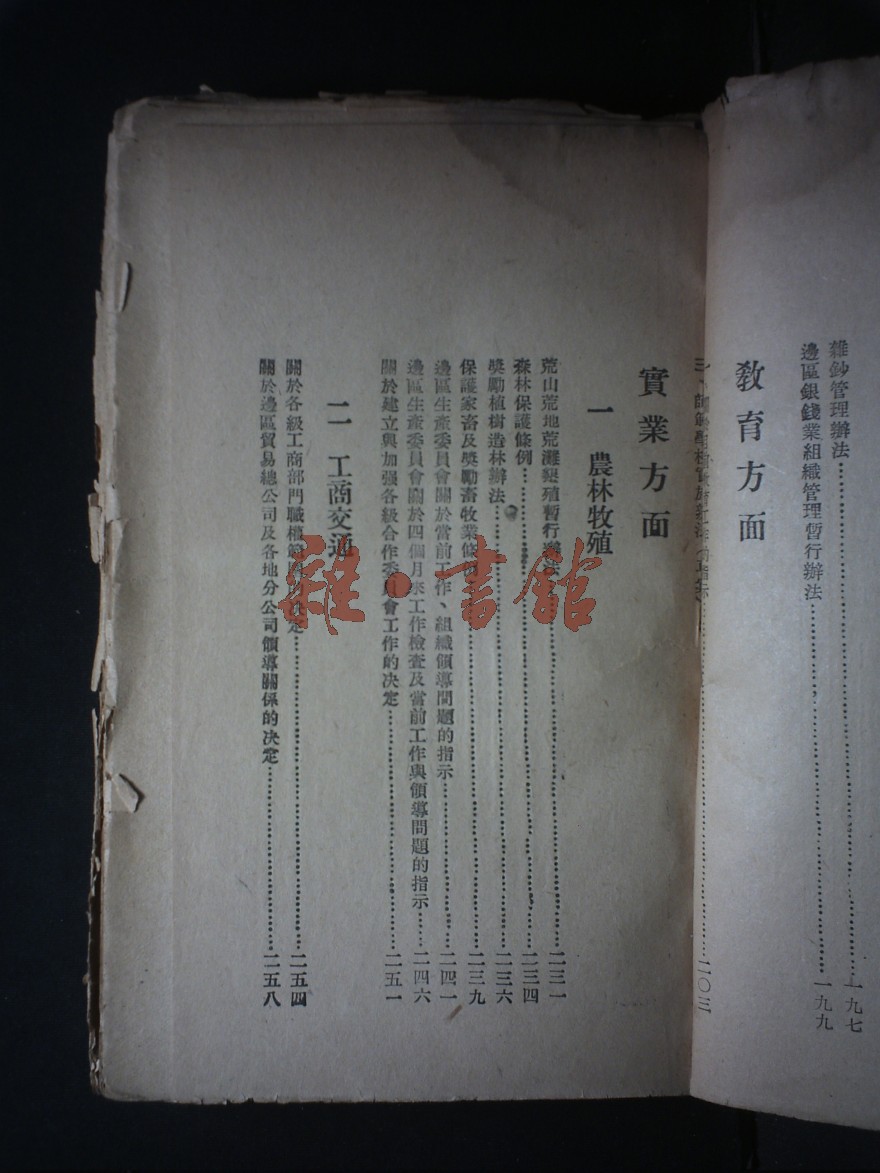 雜鈔管理辦法……一九七
邊區銀錢業組織管理暫行辦法……一九九
教育方面
二〇三
實業方面
一 農林牧殖
荒山荒地荒灘墾殖暫行辦法……二三一
森林保護條例……二三四
獎勵植樹造林辦法……二三六
保護家畜及獎勵畜牧業條例……二三九
邊區生產委員會關於當前工作、組織領導問題的指示……二四一
邊區生產委員會關於四個月來工作檢查及當前工作與領導問題的指示……二四六
關於建立與加强各級合作委員會工作的決定……二五一
二 工商交通
關於各級工商部門職權範圍的決定……二五四
關於邊區貿易總公司及各地分公司領導關係的決定……二五八
雜·書館